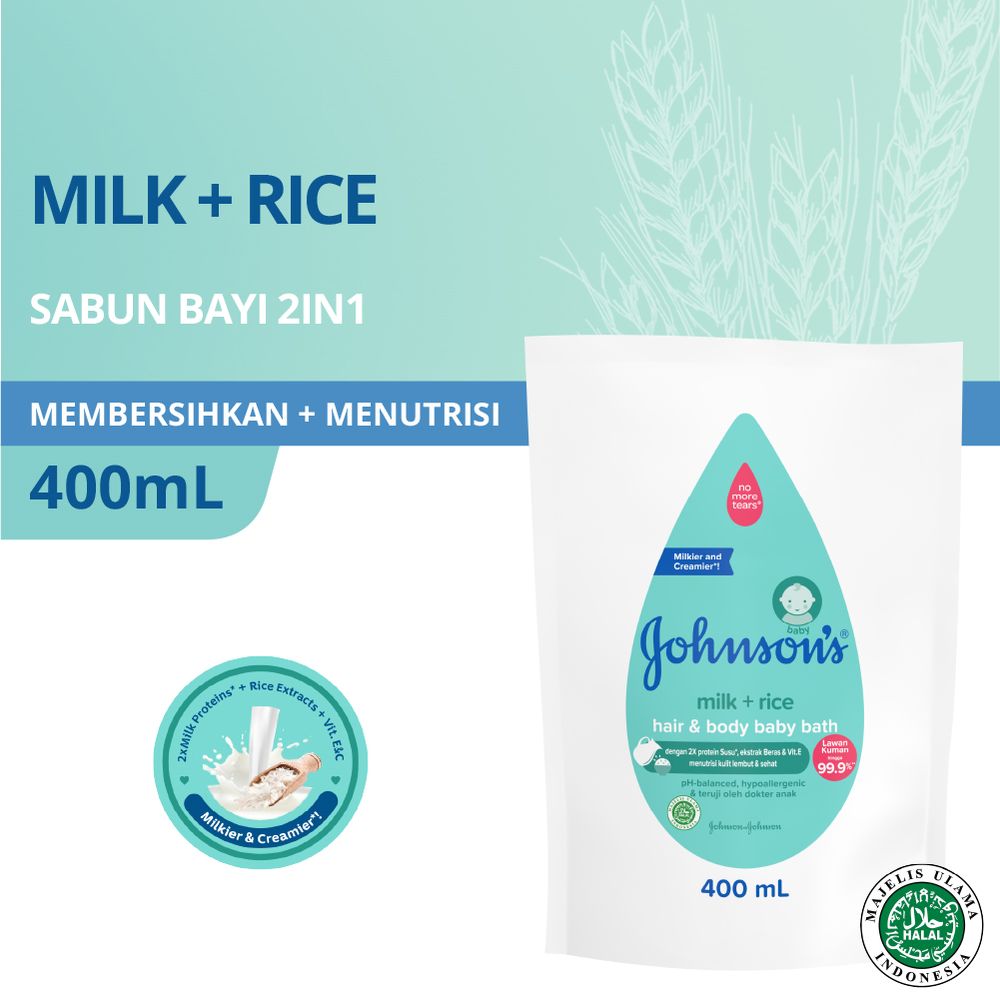 MILK + RICE
SABUN BAYI 2IN1
MEMBERSIHKAN + MENUTRISI
400mL
2xMilk Proteins* + Rice Extracts + Vit. E&C
Milkier & Creamier*!
no
more
tears®
Milkier and
Creamier*!
baby
Johnson's®
milk + rice
hair & body baby bath
dengan 2X protein Susu*, ekstrak Beras & Vit.E
menutrisi kulit lembut & sehat
Lawan
Kuman
hingga
99.9%*
pH-balanced, hypoallergenic
& teruji oleh dokter anak
Johnson & Johnson
400 mL
MAJELIS ULAMA
حلال
HALAL
INDONESIA